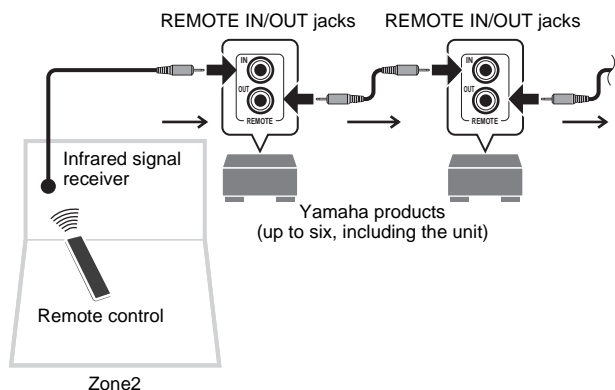 REMOTE IN/OUT jacks
REMOTE IN/OUT jacks
IN
OUT
REMOTE
IN
OUT
REMOTE
Infrared signal
receiver
Yamaha products
(up to six, including the unit)
Remote control
Zone2